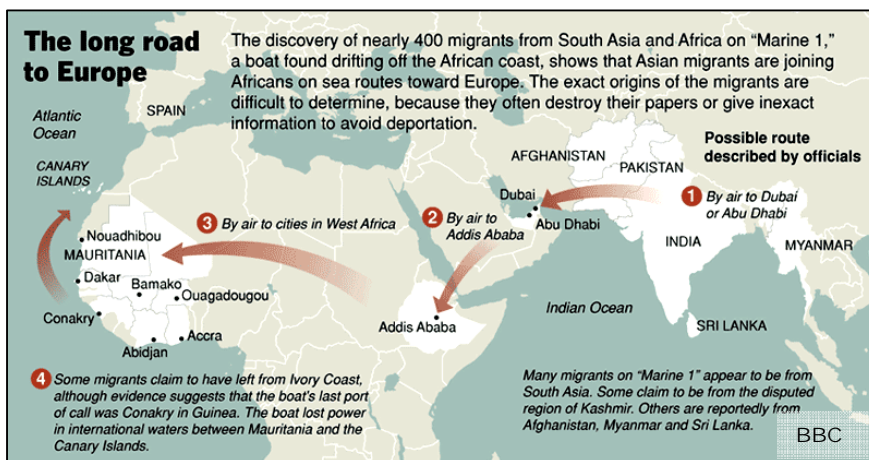 The long road
to Europe
The discovery of nearly 400 migrants from South Asia and Africa on “Marine 1,”
a boat found drifting off the African coast, shows that Asian migrants are joining
Africans on sea routes toward Europe. The exact origins of the migrants are
difficult to determine, because they often destroy their papers or give inexact
information to avoid deportation.
SPAIN
Atlantic
Ocean
CANARY
ISLANDS
Possible route
described by officials
AFGHANISTAN
PAKISTAN
1 By air to Dubai
or Abu Dhabi
Dubai
Abu Dhabi
2 By air to
Addis Ababa
3 By air to cities in West Africa
Nouadhibou
MAURITANIA
Dakar
Bamako
Ouagadougou
Conakry
Abidjan
Accra
Addis Ababa
INDIA
MYANMAR
Indian Ocean
SRI LANKA
4 Some migrants claim to have left from Ivory Coast,
although evidence suggests that the boat’s last port
of call was Conakry in Guinea. The boat lost power
in international waters between Mauritania and the
Canary Islands.
Many migrants on “Marine 1” appear to be from
South Asia. Some claim to be from the disputed
region of Kashmir. Others are reportedly from
Afghanistan, Myanmar and Sri Lanka.
BBC